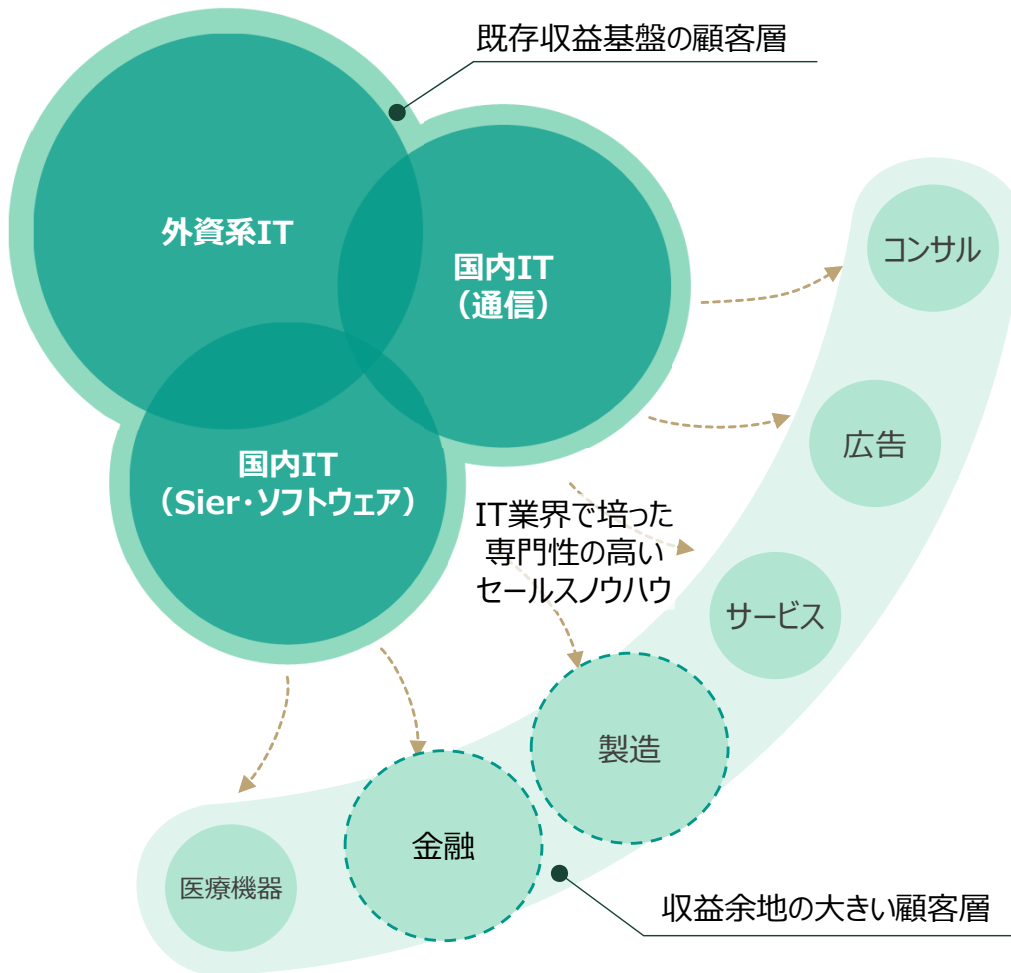 既存収益基盤の顧客層
外資系IT
国内IT
（通信）
国内IT
（Sier・ソフトウェア）
コンサル
広告
IT業界で培った
専門性の高い
セールスノウハウ
サービス
製造
金融
医療機器
収益余地の大きい顧客層